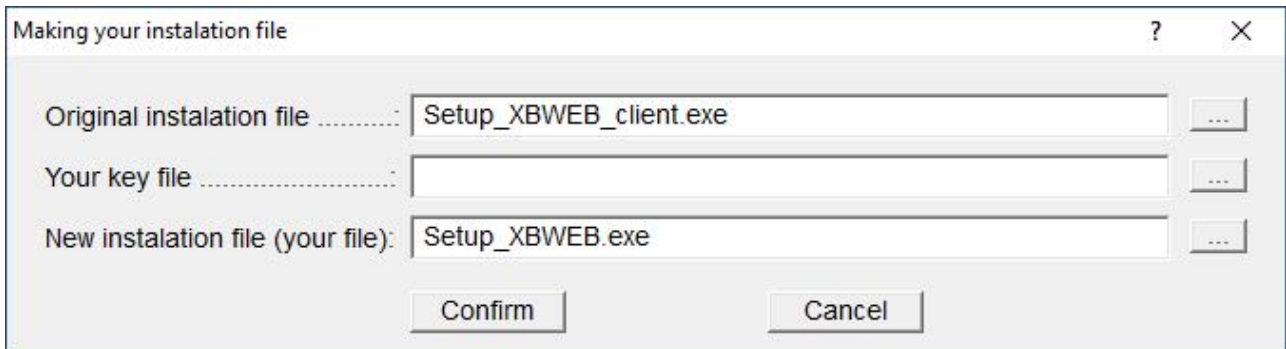 Making your instalation file ? ×
Original instalation file ..........: Setup_XBWEB_client.exe ...
Your key file ..........................: ...
New instalation file (your file): Setup_XBWEB.exe ...
Confirm Cancel